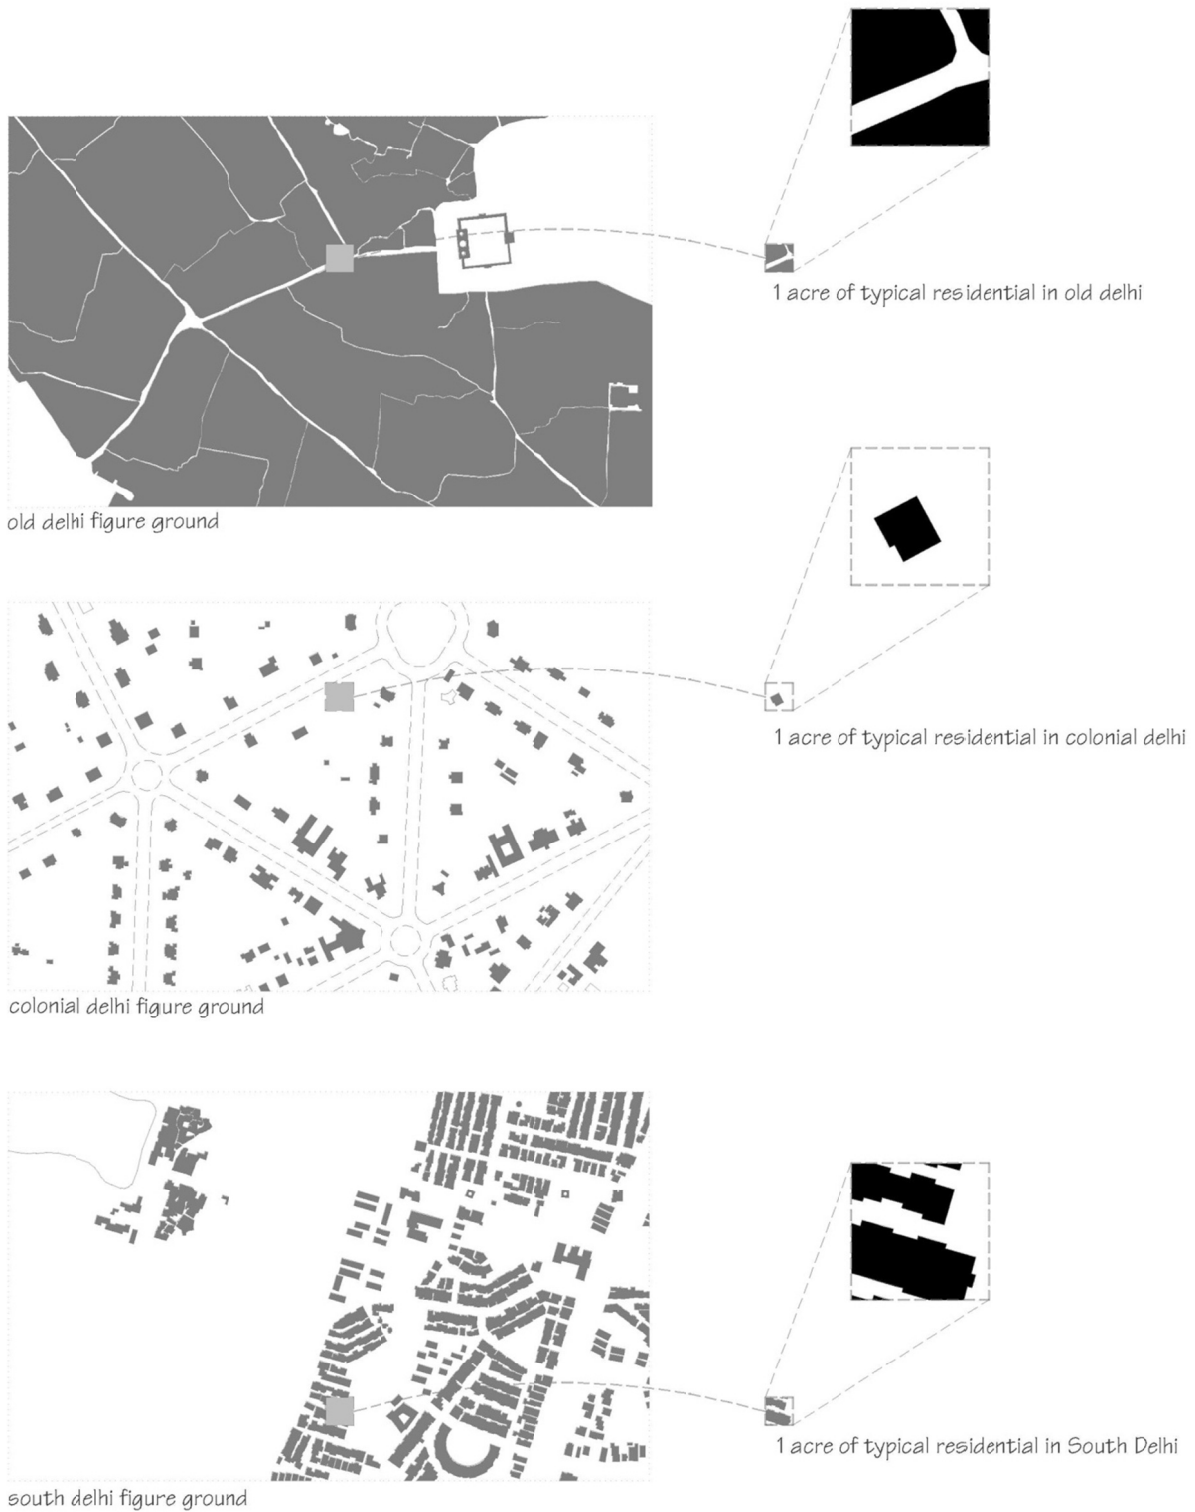 1 acre of typical residential in old delhi
old delhi figure ground
1 acre of typical residential in colonial delhi
colonial delhi figure ground
1 acre of typical residential in South Delhi
south delhi figure ground